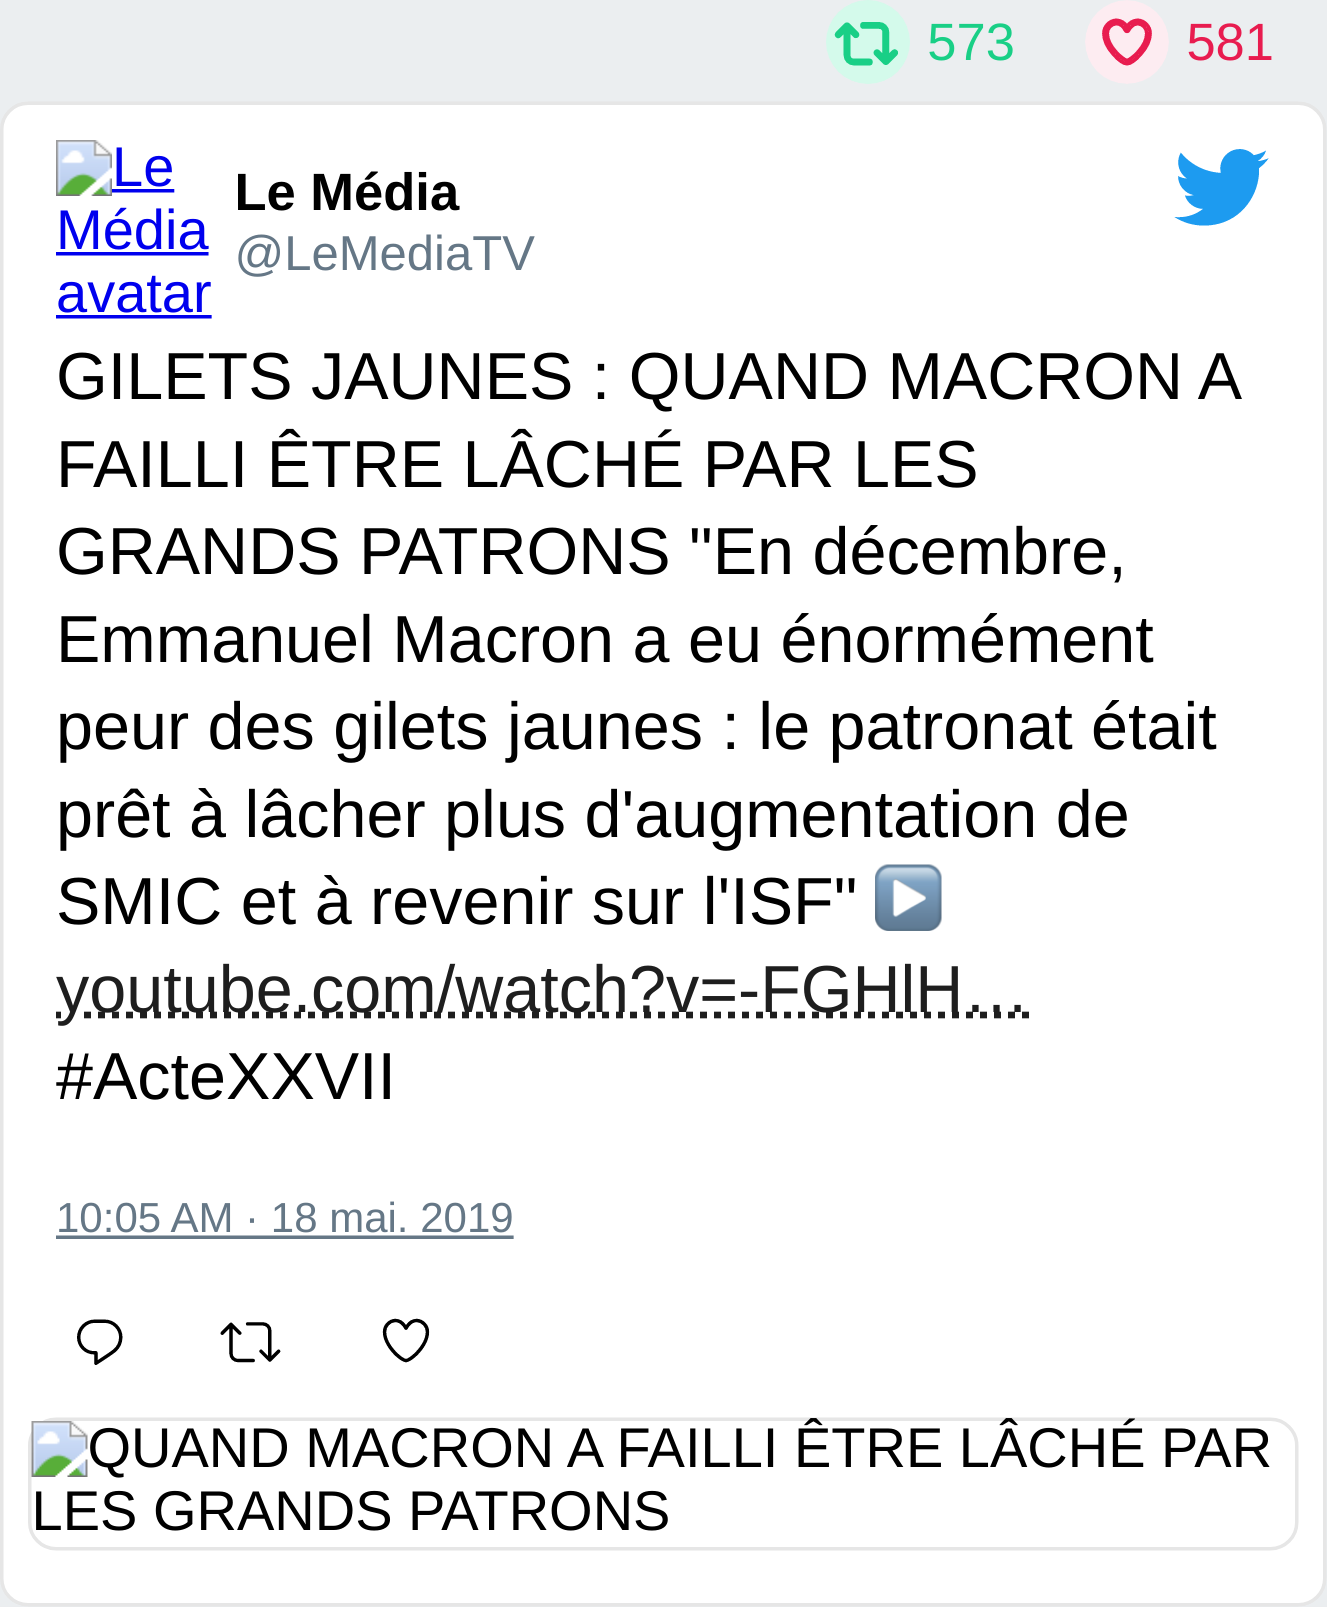 573 581
Le
Média
avatar
Le Média
@LeMediaTV
GILETS JAUNES : QUAND MACRON A
FAILLI ÊTRE LÂCHÉ PAR LES
GRANDS PATRONS "En décembre,
Emmanuel Macron a eu énormément
peur des gilets jaunes : le patronat était
prêt à lâcher plus d'augmentation de
SMIC et à revenir sur l'ISF" ▶️
youtube.com/watch?v=-FGHlH…
#ActeXXVII
10:05 AM · 18 mai. 2019
QUAND MACRON A FAILLI ÊTRE LÂCHÉ PAR
LES GRANDS PATRONS